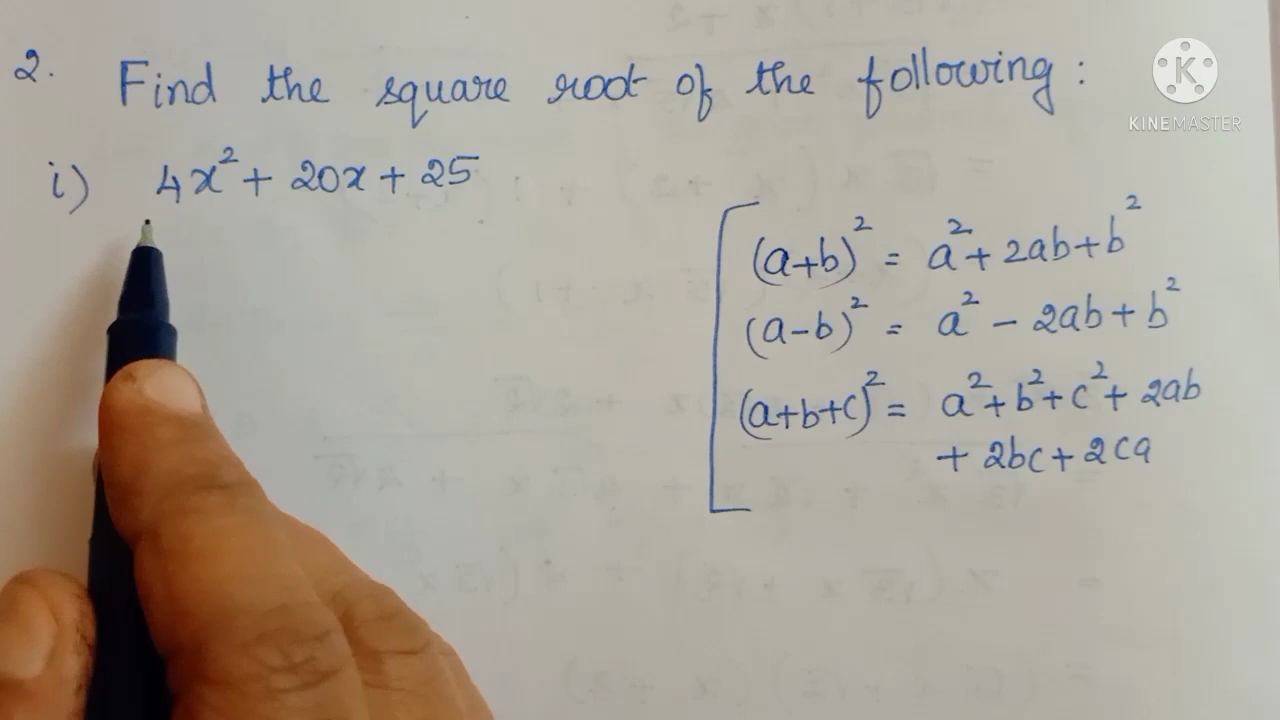 2. Find the square root of the following :
i) 4x² + 20x + 25
(a+b)² = a² + 2ab + b²
(a-b)² = a² - 2ab + b²
(a+b+c)² = a² + b² + c² + 2ab
+ 2bc + 2ca
K
KINEMASTER